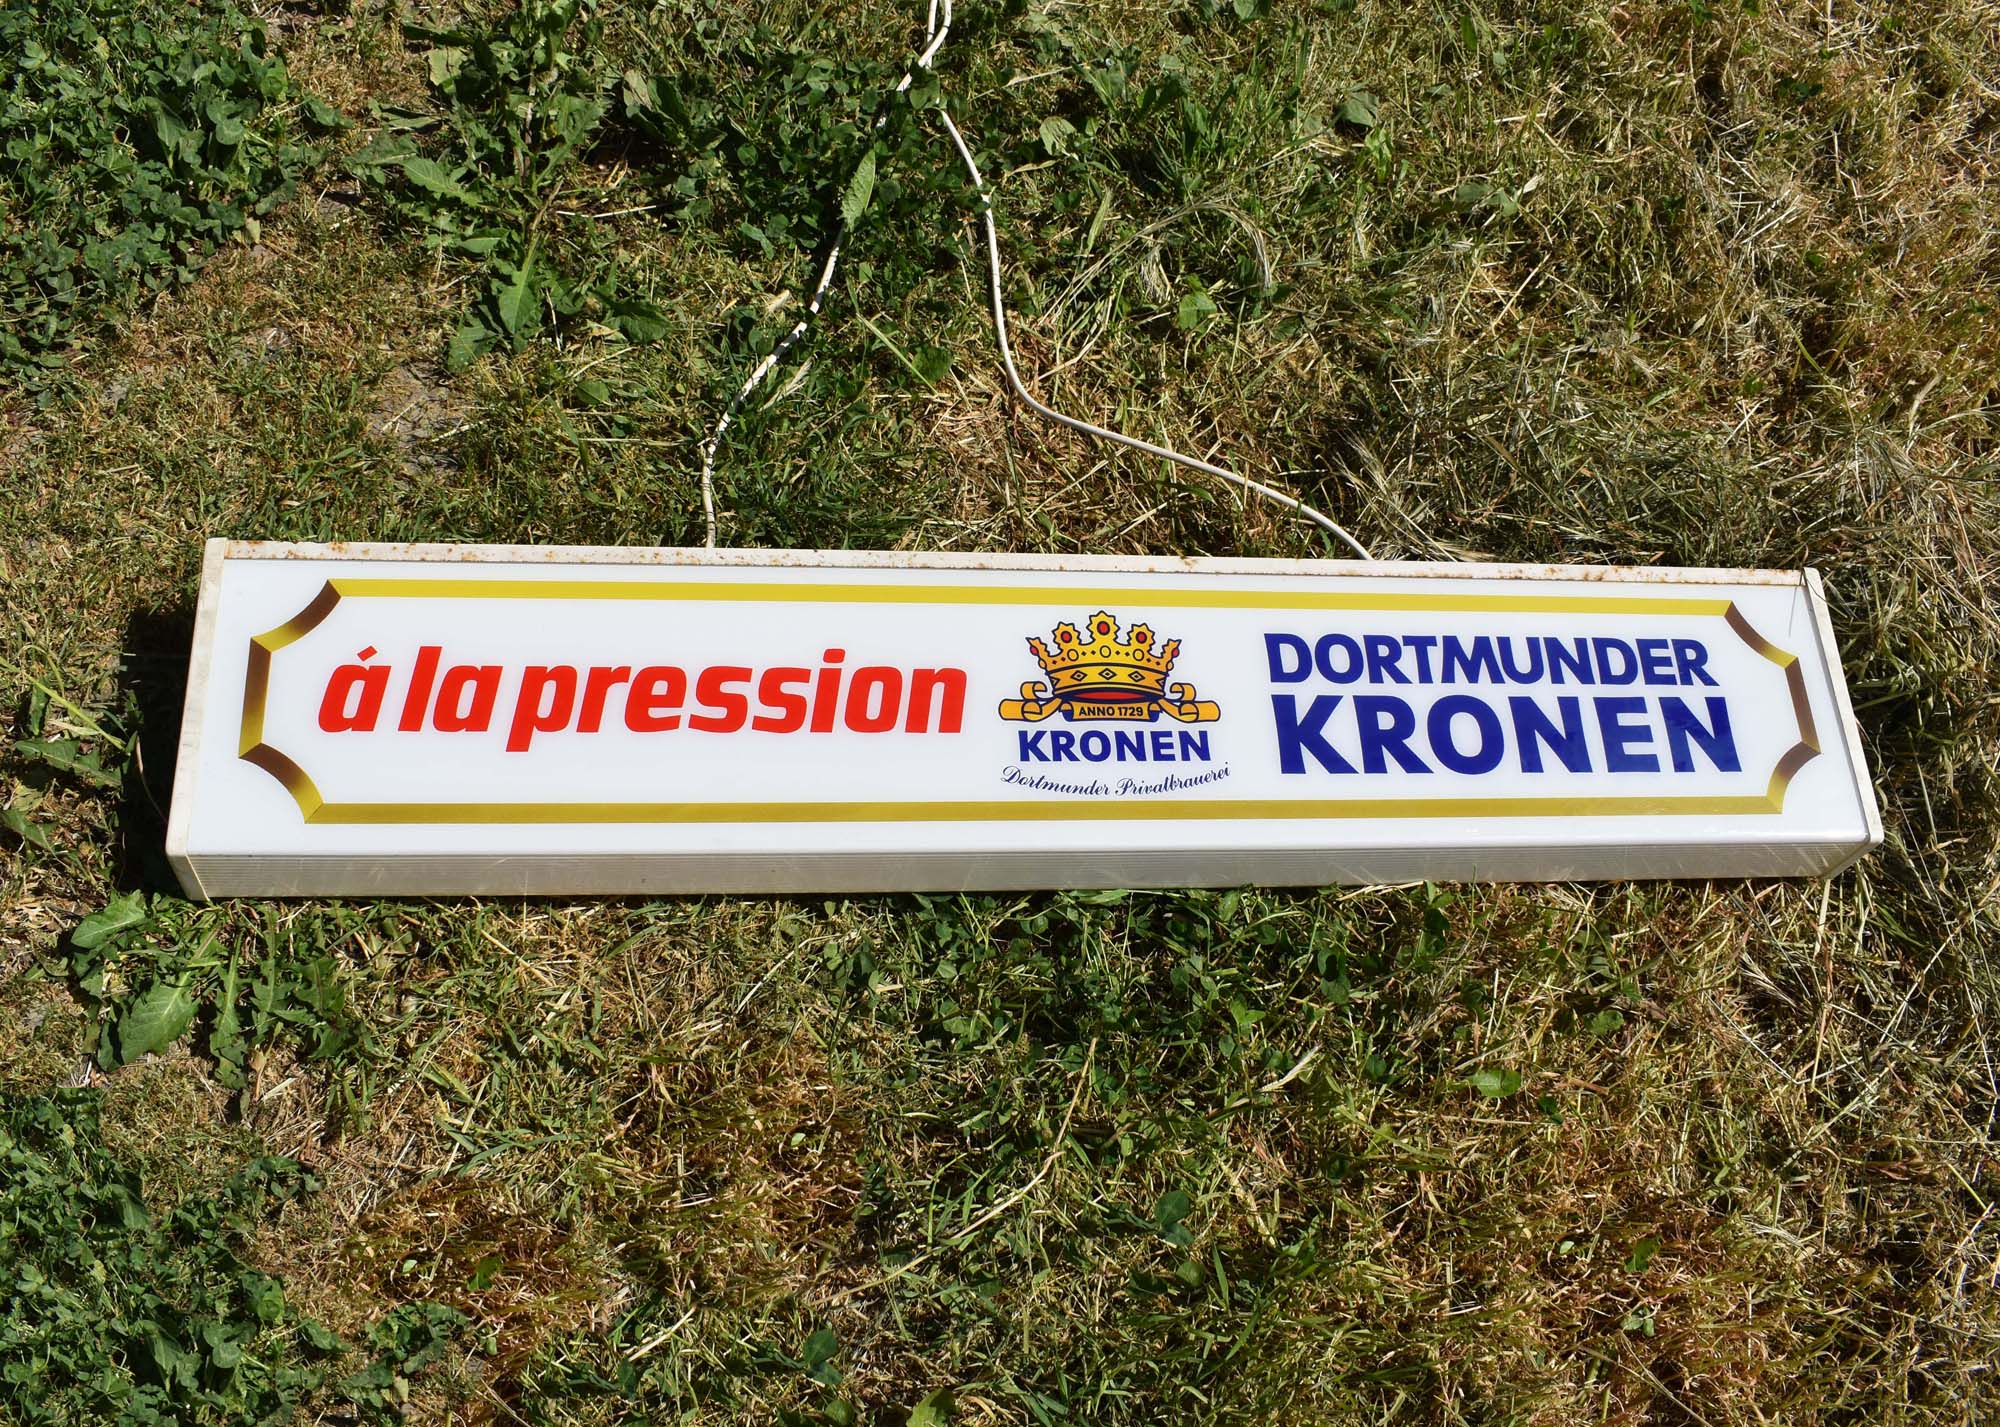 á la pression
ANNO 1729
KRONEN
Dortmunder Privatbrauerei
DORTMUNDER
KRONEN